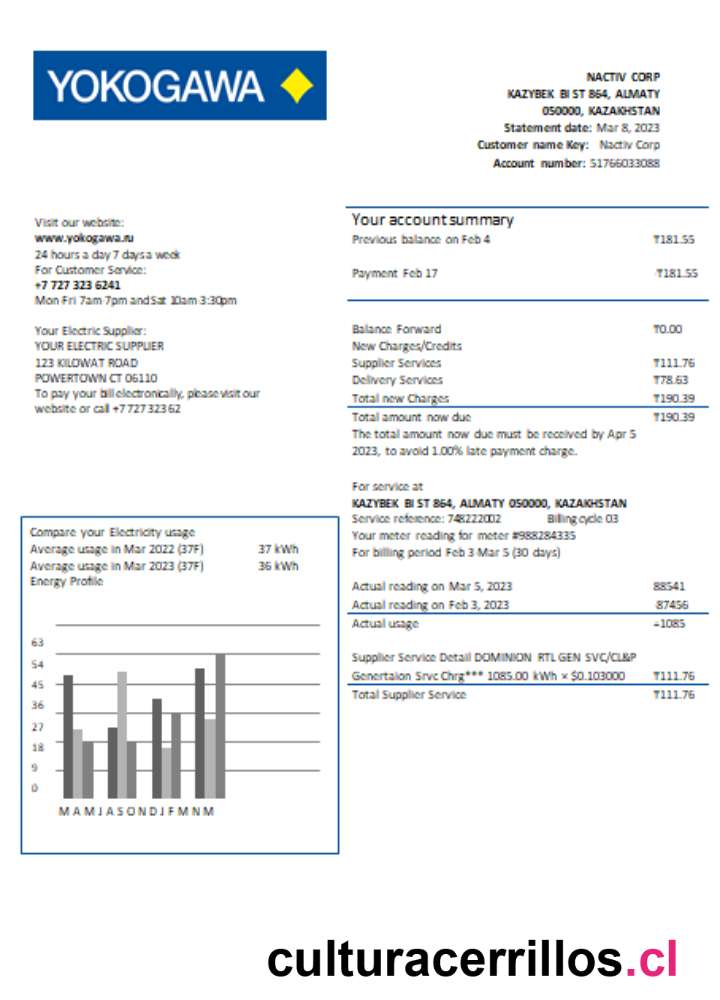 YOKOGAWA
NACTIV CORP
KAZYBEK BI ST 864, ALMATY
050000, KAZAKHSTAN
Statement date: Mar 8, 2023
Customer name Key: Nactiv Corp
Account number: 51766033088
Visit our website:
www.yokogawa.ru
24 hours a day 7 days a week
For Customer Service:
+7 727 323 6241
Mon Fri 7am-7pm and Sat 10am-3:30pm
Your Electric Supplier:
YOUR ELECTRIC SUPPLIER
123 KILOWAT ROAD
POWERTOWN CT 06110
To pay your bill electronically, please visit our
website or call +7 727 323 62
Your account summary
Previous balance on Feb 4 ₸181.55
Payment Feb 17 -₸181.55
Balance Forward ₸0.00
New Charges/Credits
Supplier Services ₸111.76
Delivery Services ₸78.63
Total new Charges ₸190.39
Total amount now due ₸190.39
The total amount now due must be received by Apr 5
2023, to avoid 1.00% late payment charge.
For service at
KAZYBEK BI ST 864, ALMATY 050000, KAZAKHSTAN
Service reference: 748222002 Billing cycle 03
Your meter reading for meter #988284335
For billing period Feb 3-Mar 5 (30 days)
Actual reading on Mar 5, 2023 88541
Actual reading on Feb 3, 2023 -87456
Actual usage =1085
Supplier Service Detail DOMINION RTL GEN SVC/CL&P
Genertaion Srvc Chrg*** 1085.00 kWh × $0.103000 ₸111.76
Total Supplier Service ₸111.76
Compare your Electricity usage
Average usage in Mar 2022 (37F) 37 kWh
Average usage in Mar 2023 (37F) 36 kWh
Energy Profile
63
54
45
36
27
18
9
0
M A M J A S O N D J F M N M
culturacerrillos.cl